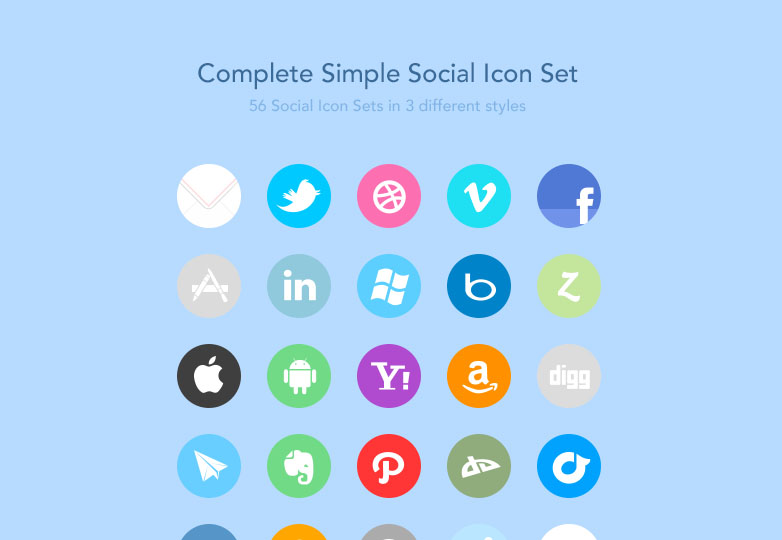 Complete Simple Social Icon Set
56 Social Icon Sets in 3 different styles
f
in
b
Z
Y!
a
digg